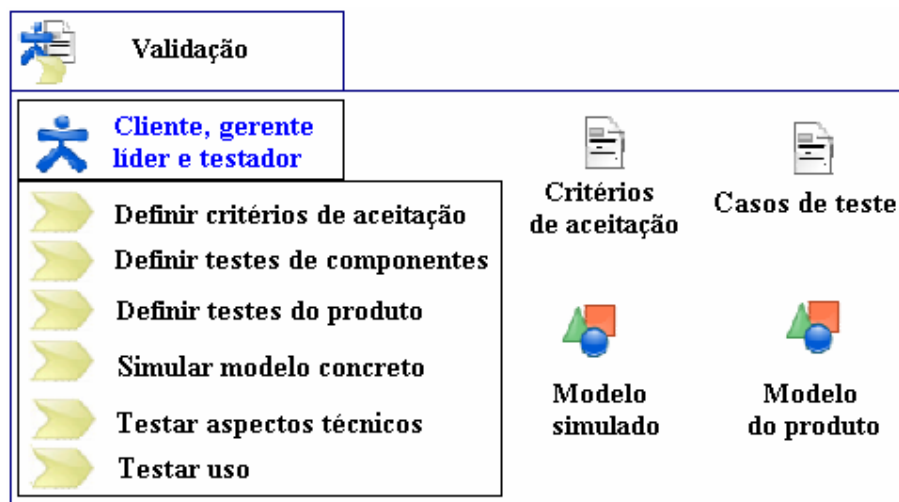 Validação
Cliente, gerente
líder e testador
Definir critérios de aceitação
Definir testes de componentes
Definir testes do produto
Simular modelo concreto
Testar aspectos técnicos
Testar uso
Critérios
de aceitação
Casos de teste
Modelo
simulado
Modelo
do produto